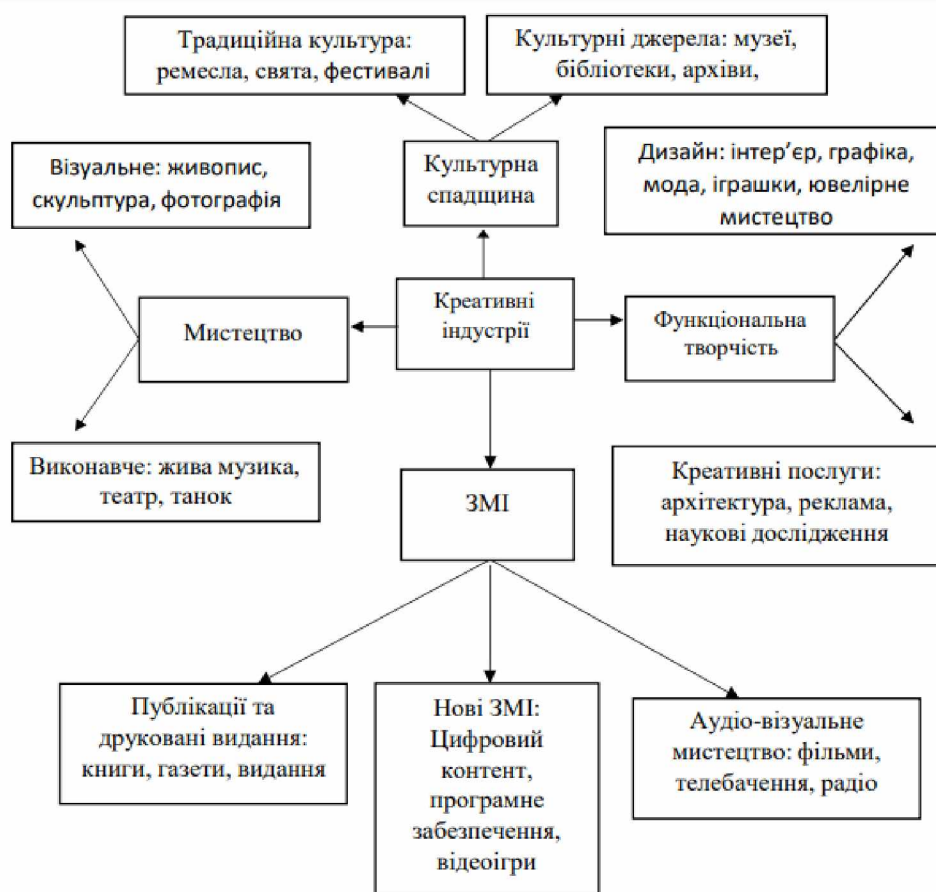 Традиційна культура:
ремесла, свята, фестивалі
Культурні джерела: музеї,
бібліотеки, архіви,
Візуальне: живопис,
скульптура, фотографія
Культурна
спадщина
Дизайн: інтер’єр, графіка,
мода, іграшки, ювелірне
мистецтво
Мистецтво
Креативні
індустрії
Функціональна
творчість
Виконавче: жива музика,
театр, танок
ЗМІ
Креативні послуги:
архітектура, реклама,
наукові дослідження
Публікації та
друковані видання:
книги, газети, видання
Нові ЗМІ:
Цифровий
контент,
програмне
забезпечення,
відеоігри
Аудіо-візуальне
мистецтво: фільми,
телебачення, радіо